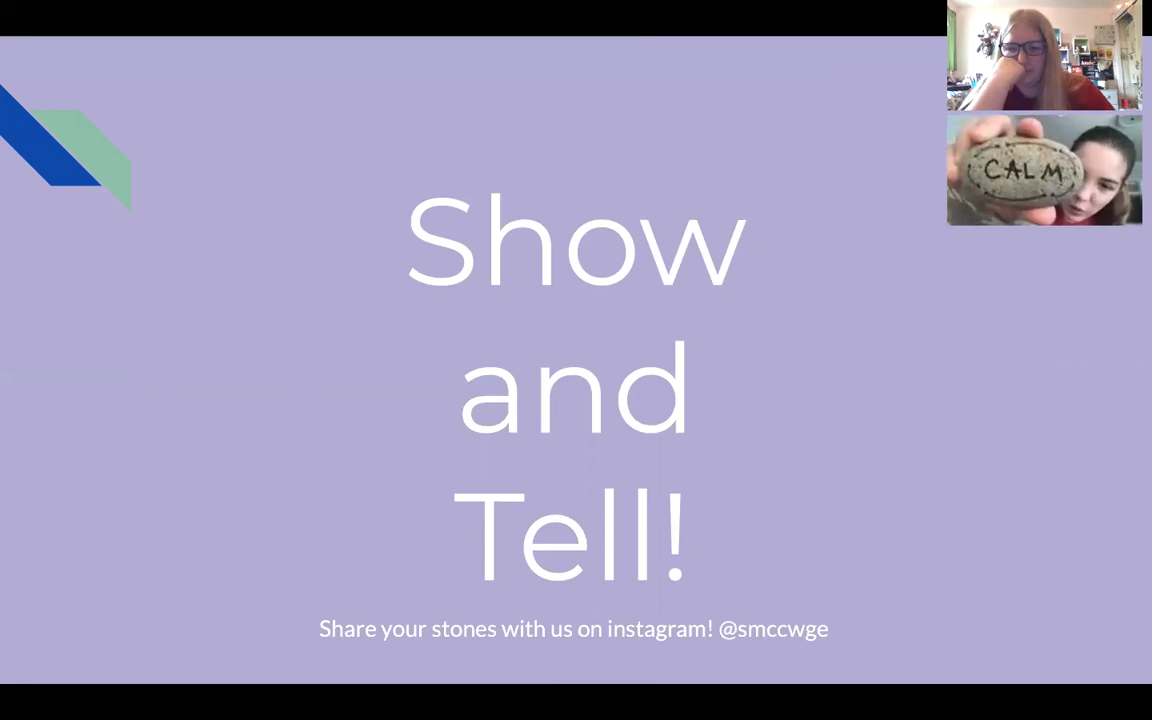 Show
and
Tell!
Share your stones with us on instagram! @smccwge
CALM